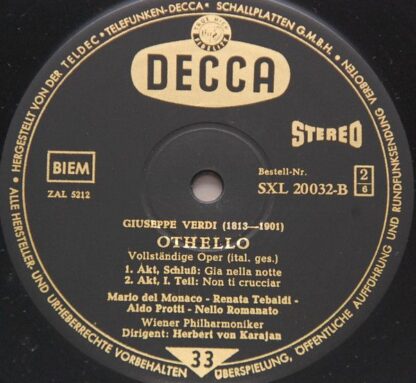 HERGESTELLT VON DER TELDEC • TELEFUNKEN-DECCA • SCHALLPLATTEN G.M.B.H. •
ALLE HERSTELLER- UND URHEBERRECHTE VORBEHALTEN
ÜBERSPIELUNG, ÖFFENTLICHE AUFFÜHRUNG UND RUNDFUNKSENDUNG VERBOTEN
DECCA
STEREO
BIEM
ZAL 5212
Bestell-Nr.
SXL 20032-B
2
6
GIUSEPPE VERDI (1813—1901)
OTHELLO
Vollständige Oper (ital. ges.)
1. Akt, Schluß: Gia nella notte
2. Akt, I. Teil: Non ti crucciar
Mario del Monaco - Renata Tebaldi -
Aldo Protti - Nello Romanato
Wiener Philharmoniker
Dirigent: Herbert von Karajan
33